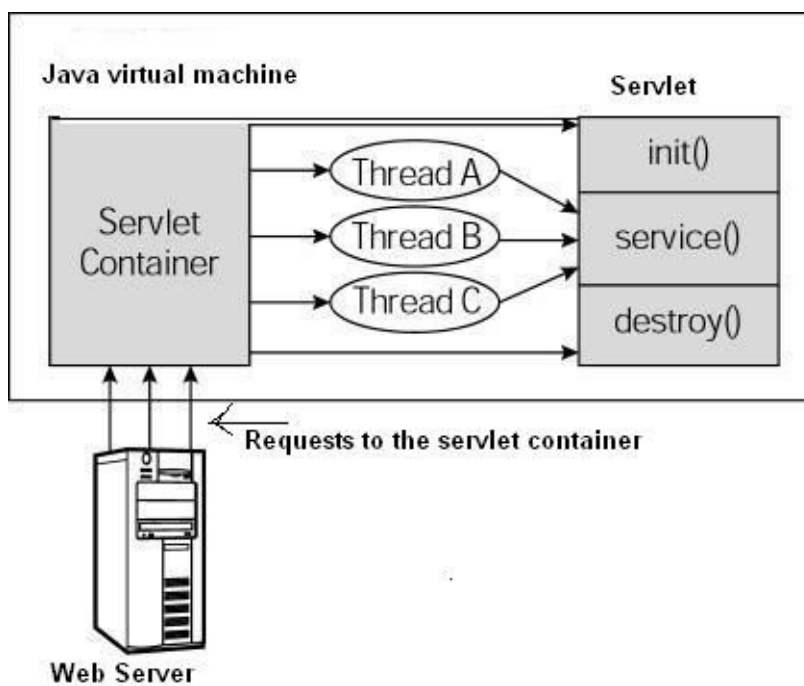 Java virtual machine
Servlet
Servlet
Container
Thread A
Thread B
Thread C
init()
service()
destroy()
Requests to the servlet container
Web Server